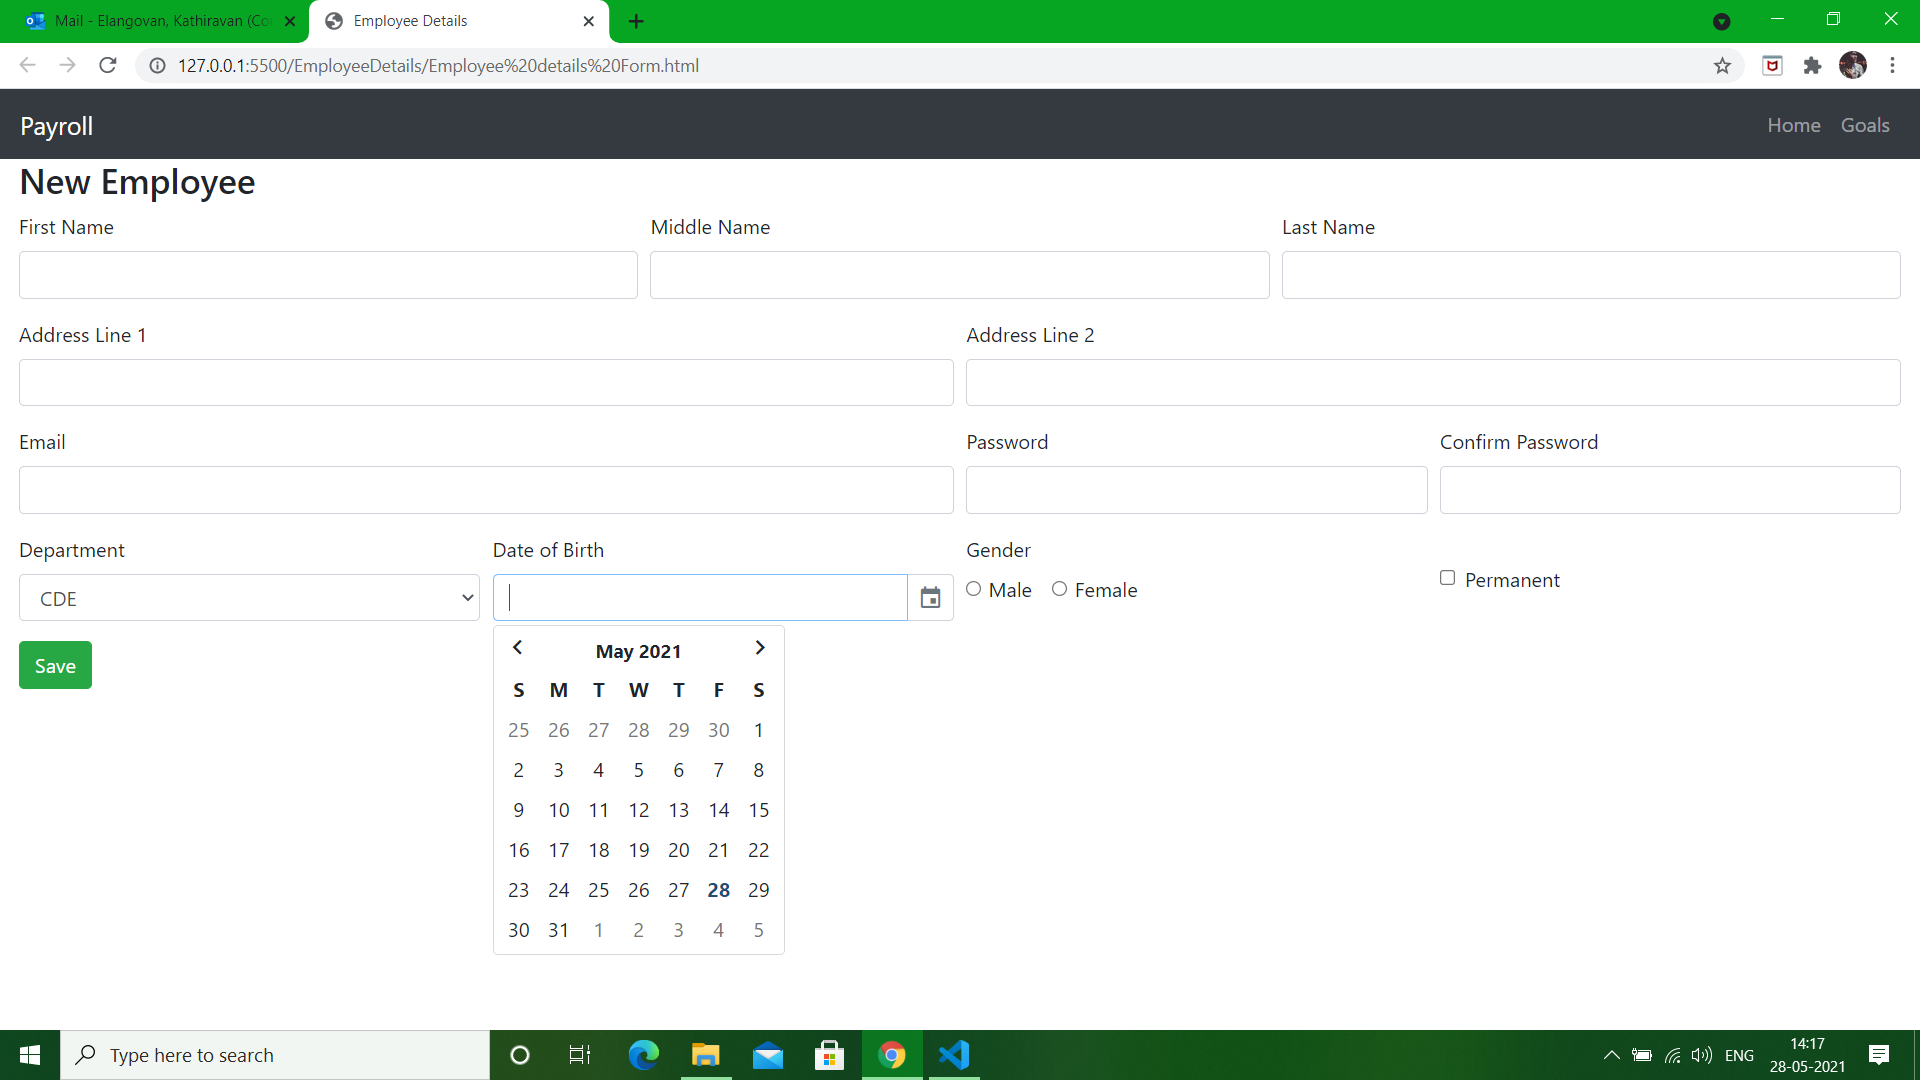 Mail - Elangovan, Kathiravan (Co
Employee Details
127.0.0.1:5500/EmployeeDetails/Employee%20details%20Form.html
Payroll
Home
Goals
New Employee
First Name
Middle Name
Last Name
Address Line 1
Address Line 2
Email
Password
Confirm Password
Department
Date of Birth
Gender
CDE
Male
Female
Permanent
Save
May 2021
S M T W T F S
25 26 27 28 29 30 1
2 3 4 5 6 7 8
9 10 11 12 13 14 15
16 17 18 19 20 21 22
23 24 25 26 27 28 29
30 31 1 2 3 4 5
Type here to search
ENG
14:17
28-05-2021